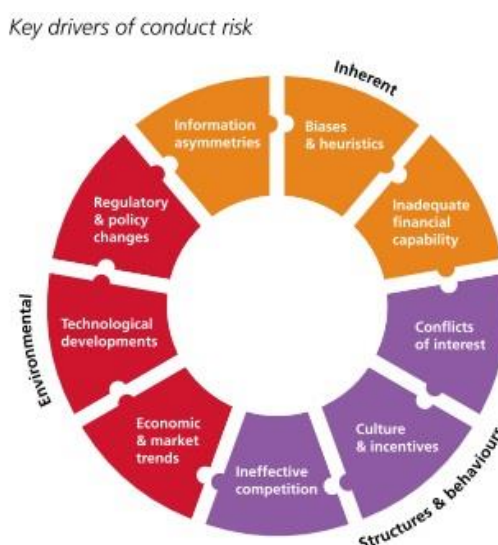 Key drivers of conduct risk
Inherent
Information
asymmetries
Biases
& heuristics
Inadequate
financial
capability
Conflicts
of interest
Culture
& incentives
Structures & behaviours
Ineffective
competition
Economic
& market
trends
Technological
developments
Regulatory
& policy
changes
Environmental